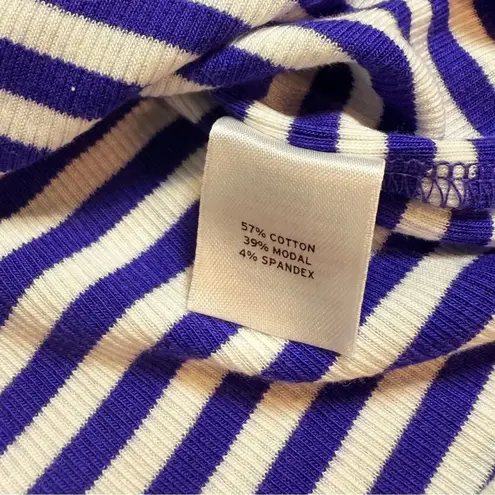 57% COTTON
39% MODAL
4% SPANDEX